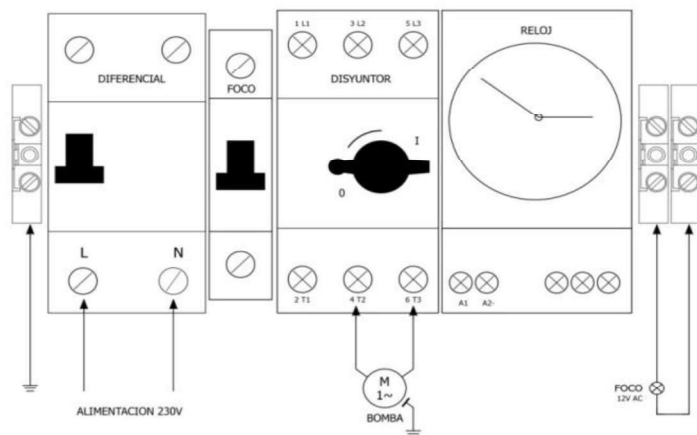 1 L1 3 L2 5 L3
RELOJ
DIFERENCIAL
FOCO
DISYUNTOR
I
0
L N
2 T1 4 T2 6 T3
A1 A2-
M
1~
BOMBA
ALIMENTACION 230V
FOCO
12V AC